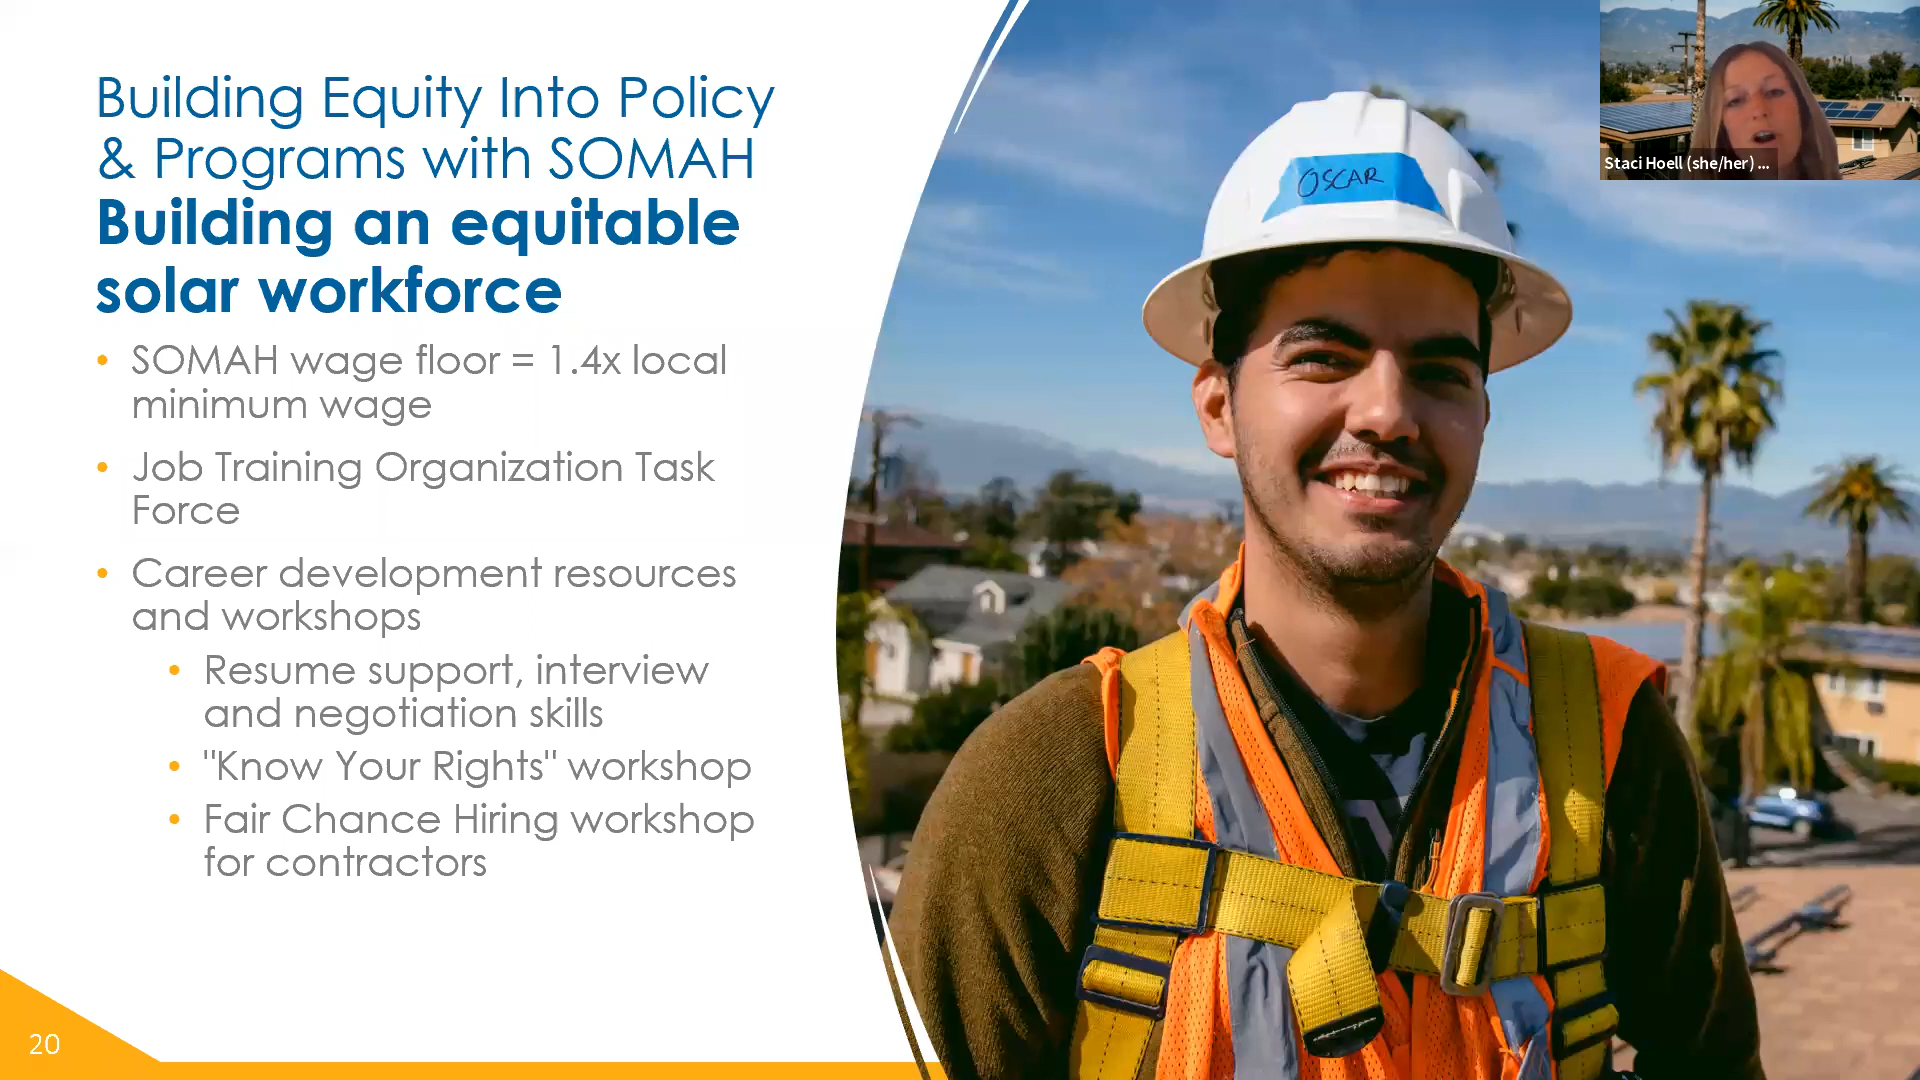 Building Equity Into Policy
& Programs with SOMAH
Building an equitable
solar workforce
• SOMAH wage floor = 1.4x local
minimum wage
• Job Training Organization Task
Force
• Career development resources
and workshops
• Resume support, interview
and negotiation skills
• "Know Your Rights" workshop
• Fair Chance Hiring workshop
for contractors
20
OSCAR
Staci Hoell (she/her) ...